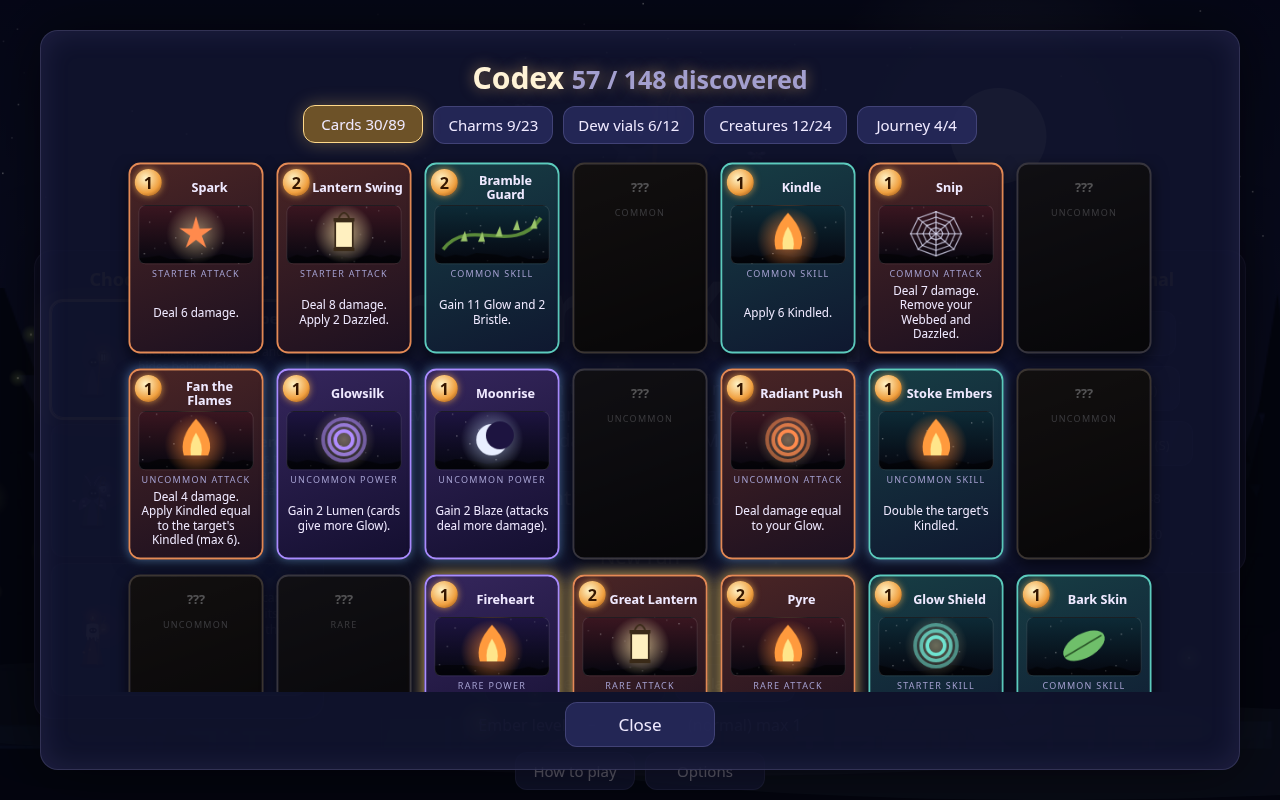 Codex 57 / 148 discovered
Cards 30/89
Charms 9/23
Dew vials 6/12
Creatures 12/24
Journey 4/4
1
Spark
STARTER ATTACK
Deal 6 damage.
2
Lantern Swing
STARTER ATTACK
Deal 8 damage.
Apply 2 Dazzled.
2
Bramble
Guard
COMMON SKILL
Gain 11 Glow and 2
Bristle.
???
COMMON
1
Kindle
COMMON SKILL
Apply 6 Kindled.
1
Snip
COMMON ATTACK
Deal 7 damage.
Remove your
Webbed and
Dazzled.
???
UNCOMMON
1
Fan the
Flames
UNCOMMON ATTACK
Deal 4 damage.
Apply Kindled equal
to the target's
Kindled (max 6).
1
Glowsilk
UNCOMMON POWER
Gain 2 Lumen (cards
give more Glow).
1
Moonrise
UNCOMMON POWER
Gain 2 Blaze (attacks
deal more damage).
???
UNCOMMON
1
Radiant Push
UNCOMMON ATTACK
Deal damage equal
to your Glow.
1
Stoke Embers
UNCOMMON SKILL
Double the target's
Kindled.
???
UNCOMMON
???
UNCOMMON
???
RARE
1
Fireheart
RARE POWER
2
Great Lantern
RARE ATTACK
2
Pyre
RARE ATTACK
1
Glow Shield
STARTER SKILL
1
Bark Skin
COMMON SKILL
Close
How to play
Options